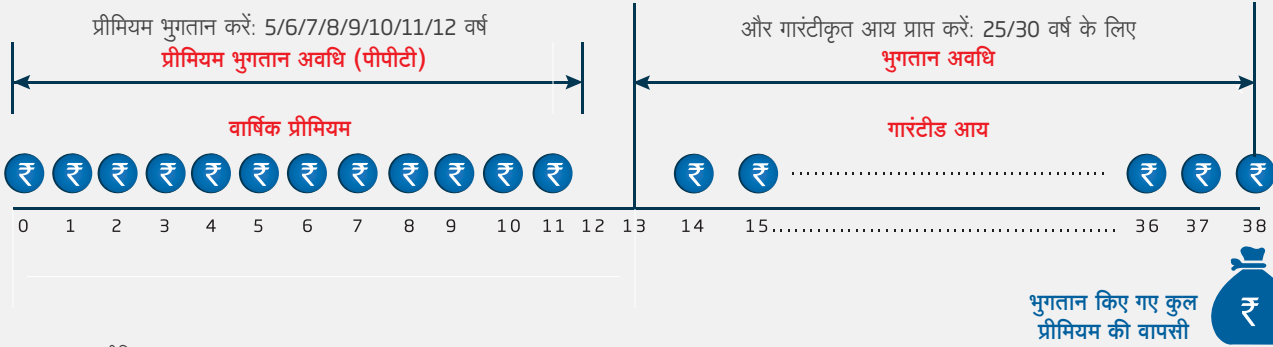 प्रीमियम भुगतान करें: 5/6/7/8/9/10/11/12 वर्ष
प्रीमियम भुगतान अवधि (पीपीटी)
और गारंटीकृत आय प्राप्त करें: 25/30 वर्ष के लिए
भुगतान अवधि
वार्षिक प्रीमियम
गारंटीड आय
₹ ₹ ₹ ₹ ₹ ₹ ₹ ₹ ₹ ₹ ₹ ₹ ₹ ₹ ........................................ ₹ ₹ ₹
0 1 2 3 4 5 6 7 8 9 10 11 12 13 14 15........................................ 36 37 38
भुगतान किए गए कुल
प्रीमियम की वापसी
₹